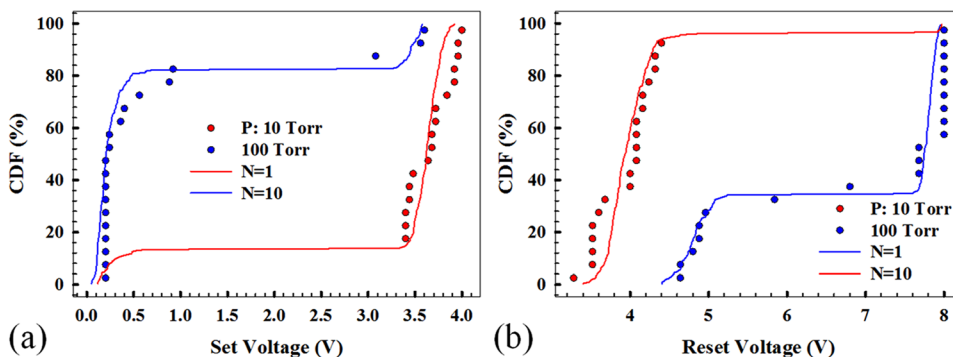 100
80
60
40
20
0
CDF (%)
P: 10 Torr
100 Torr
N=1
N=10
0.0 0.5 1.0 1.5 2.0 2.5 3.0 3.5 4.0
(a)
Set Voltage (V)
100
80
60
40
20
0
CDF (%)
P: 10 Torr
100 Torr
N=1
N=10
4 5 6 7 8
(b)
Reset Voltage (V)